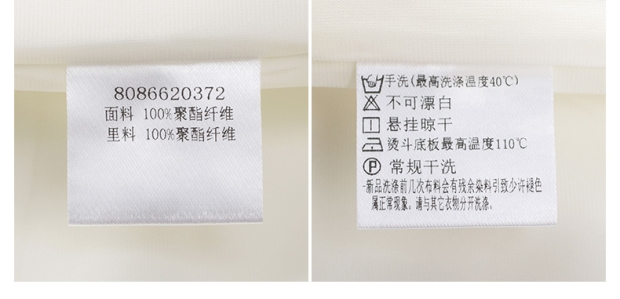 8086620372
面料 100%聚酯纤维
里料 100%聚酯纤维
手洗(最高洗涤温度40℃)
不可漂白
悬挂晾干
熨斗底板最高温度110℃
P 常规干洗
-新品洗涤前几次布料会有残余染料引致少许褪色
属正常现象，请与其它衣物分开洗涤。